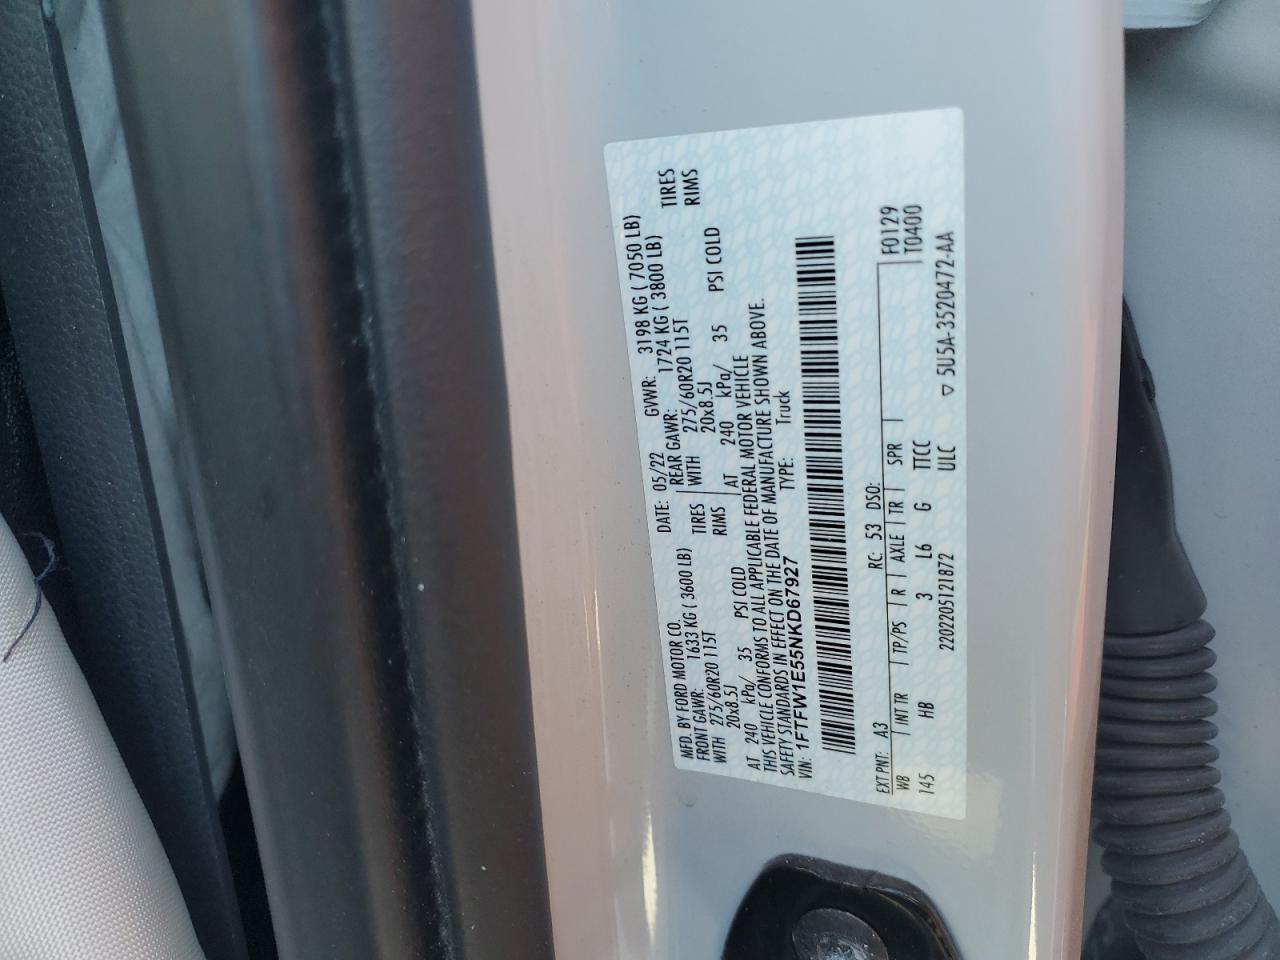 MFD. BY FORD MOTOR CO. DATE: 05/22 GVWR: 3198 KG ( 7050 LB)
FRONT GAWR: 1633 KG ( 3600 LB) REAR GAWR: 1724 KG ( 3800 LB)
WITH 275/60R20 115T TIRES WITH 275/60R20 115T TIRES
20x8.5J RIMS 20x8.5J RIMS
AT 240 kPa/ 35 PSI COLD AT 240 kPa/ 35 PSI COLD
THIS VEHICLE CONFORMS TO ALL APPLICABLE FEDERAL MOTOR VEHICLE
SAFETY STANDARDS IN EFFECT ON THE DATE OF MANUFACTURE SHOWN ABOVE.
VIN: 1FTFW1E55NKD67927 TYPE: Truck
EXT PNT: A3 RC: 53 DSO: F0129
WB INT TR TP/PS R AXLE TR SPR T0400
145 HB 3 L6 G TTCC
2202205121872 ULC ▽ 5U5A-3520472-AA